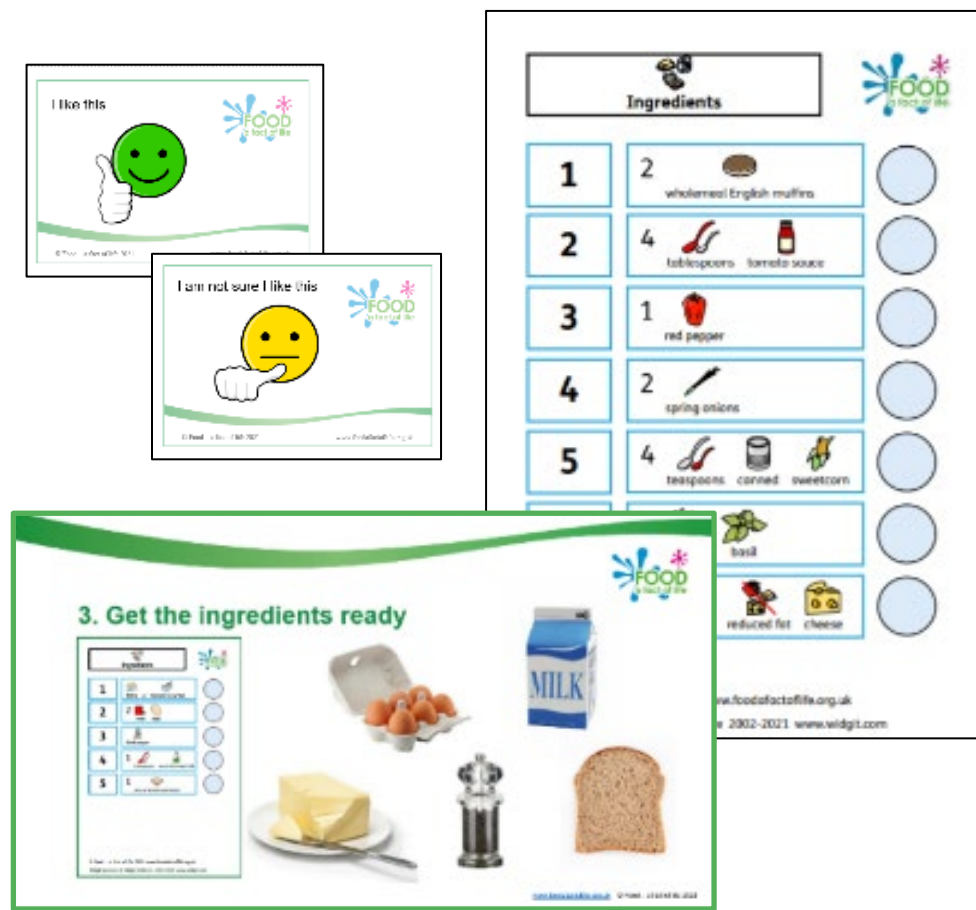 I like this
FOOD
a fact of life
I am not sure I like this
FOOD
a fact of life
Ingredients
FOOD
a fact of life
1
2
wholemeal English muffins
2
4
tablespoons tomato sauce
3
1
red pepper
4
2
spring onions
5
4
teaspoons canned sweetcorn
basil
reduced fat cheese
w.foodafactoflife.org.uk
2002-2021 www.widgit.com
3. Get the ingredients ready
FOOD
a fact of life
Ingredients
1
2
3
4
5
MILK